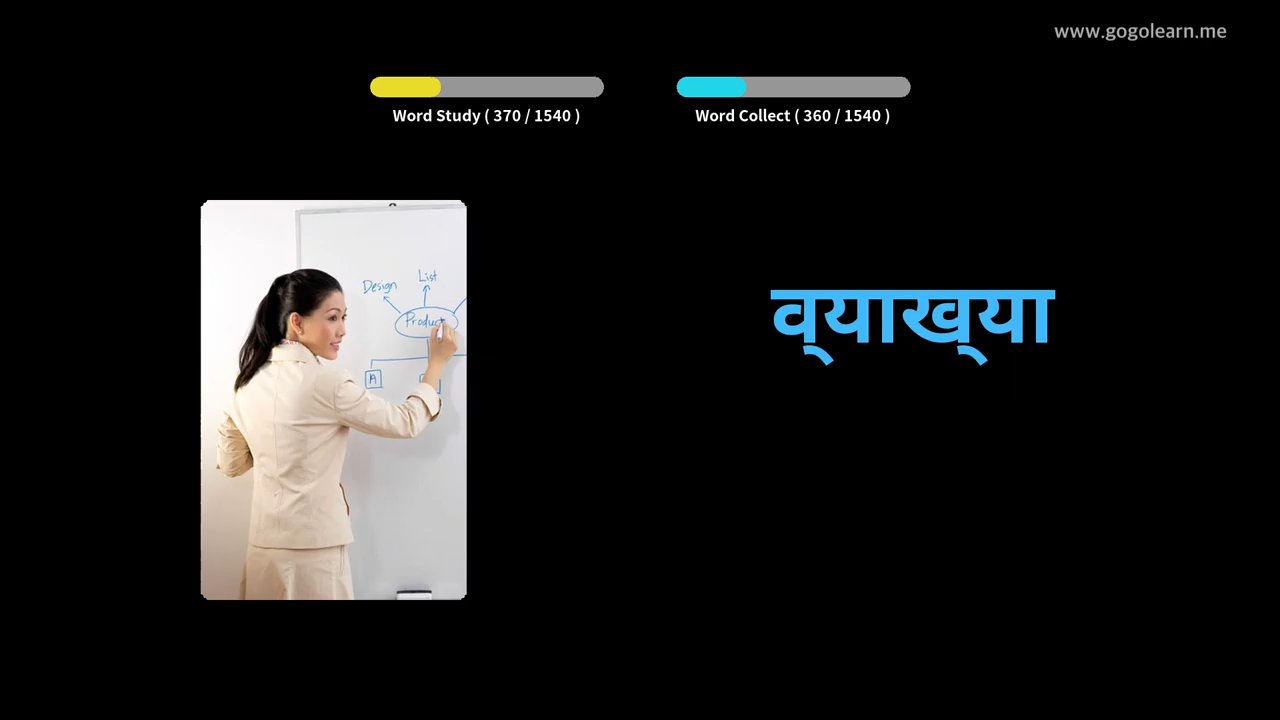 www.gogolearn.me
Word Study ( 370 / 1540 )
Word Collect ( 360 / 1540 )
Design
List
Product
A
व्याख्या